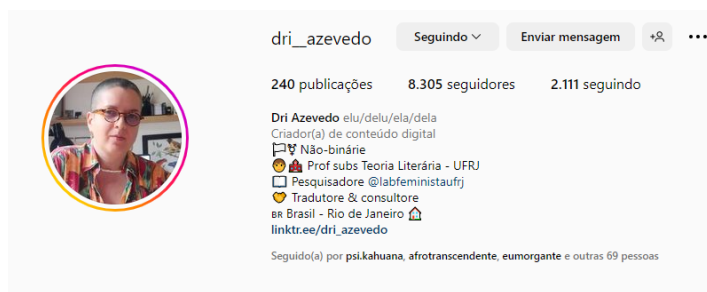 dri__azevedo Seguindo Enviar mensagem
240 publicações 8.305 seguidores 2.111 seguindo
Dri Azevedo elu/delu/ela/dela
Criador(a) de conteúdo digital
🏳️⚧ Não-binárie
🧑🏫 Prof subs Teoria Literária - UFRJ
📖 Pesquisadore @labfeministaufrj
💛 Tradutore & consultore
BR Brasil - Rio de Janeiro 🏠
linktr.ee/dri_azevedo
Seguido(a) por psi.kahuana, afrotranscendente, eumorgante e outras 69 pessoas